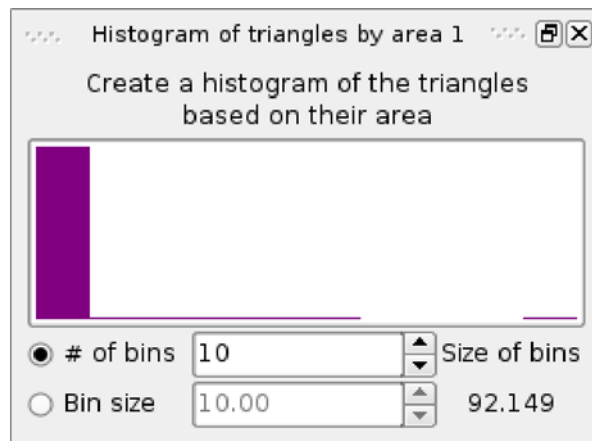 Histogram of triangles by area 1
Create a histogram of the triangles
based on their area
# of bins 10 Size of bins
Bin size 10.00 92.149